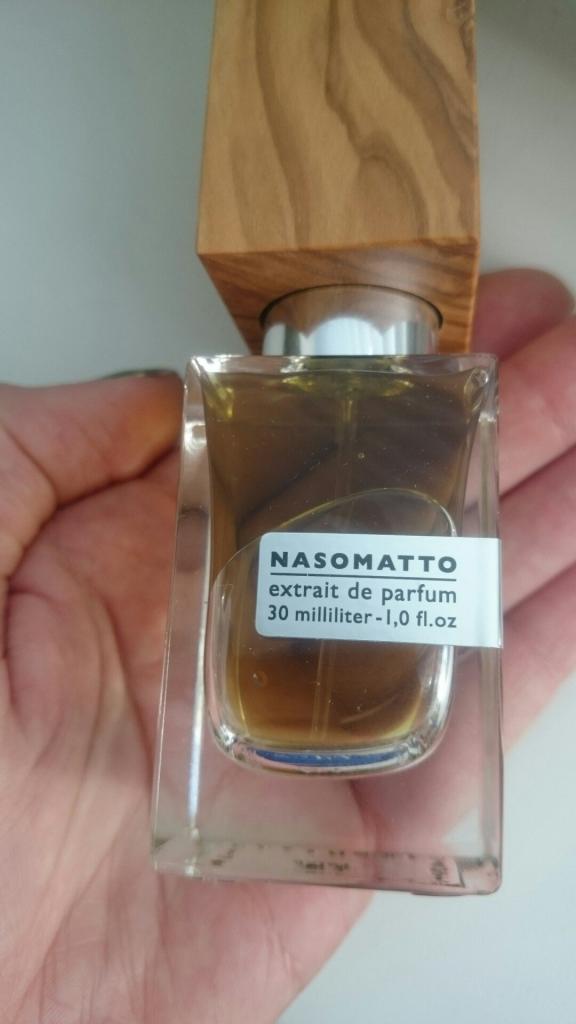 NASOMATTO
extrait de parfum
30 milliliter - 1,0 fl.oz